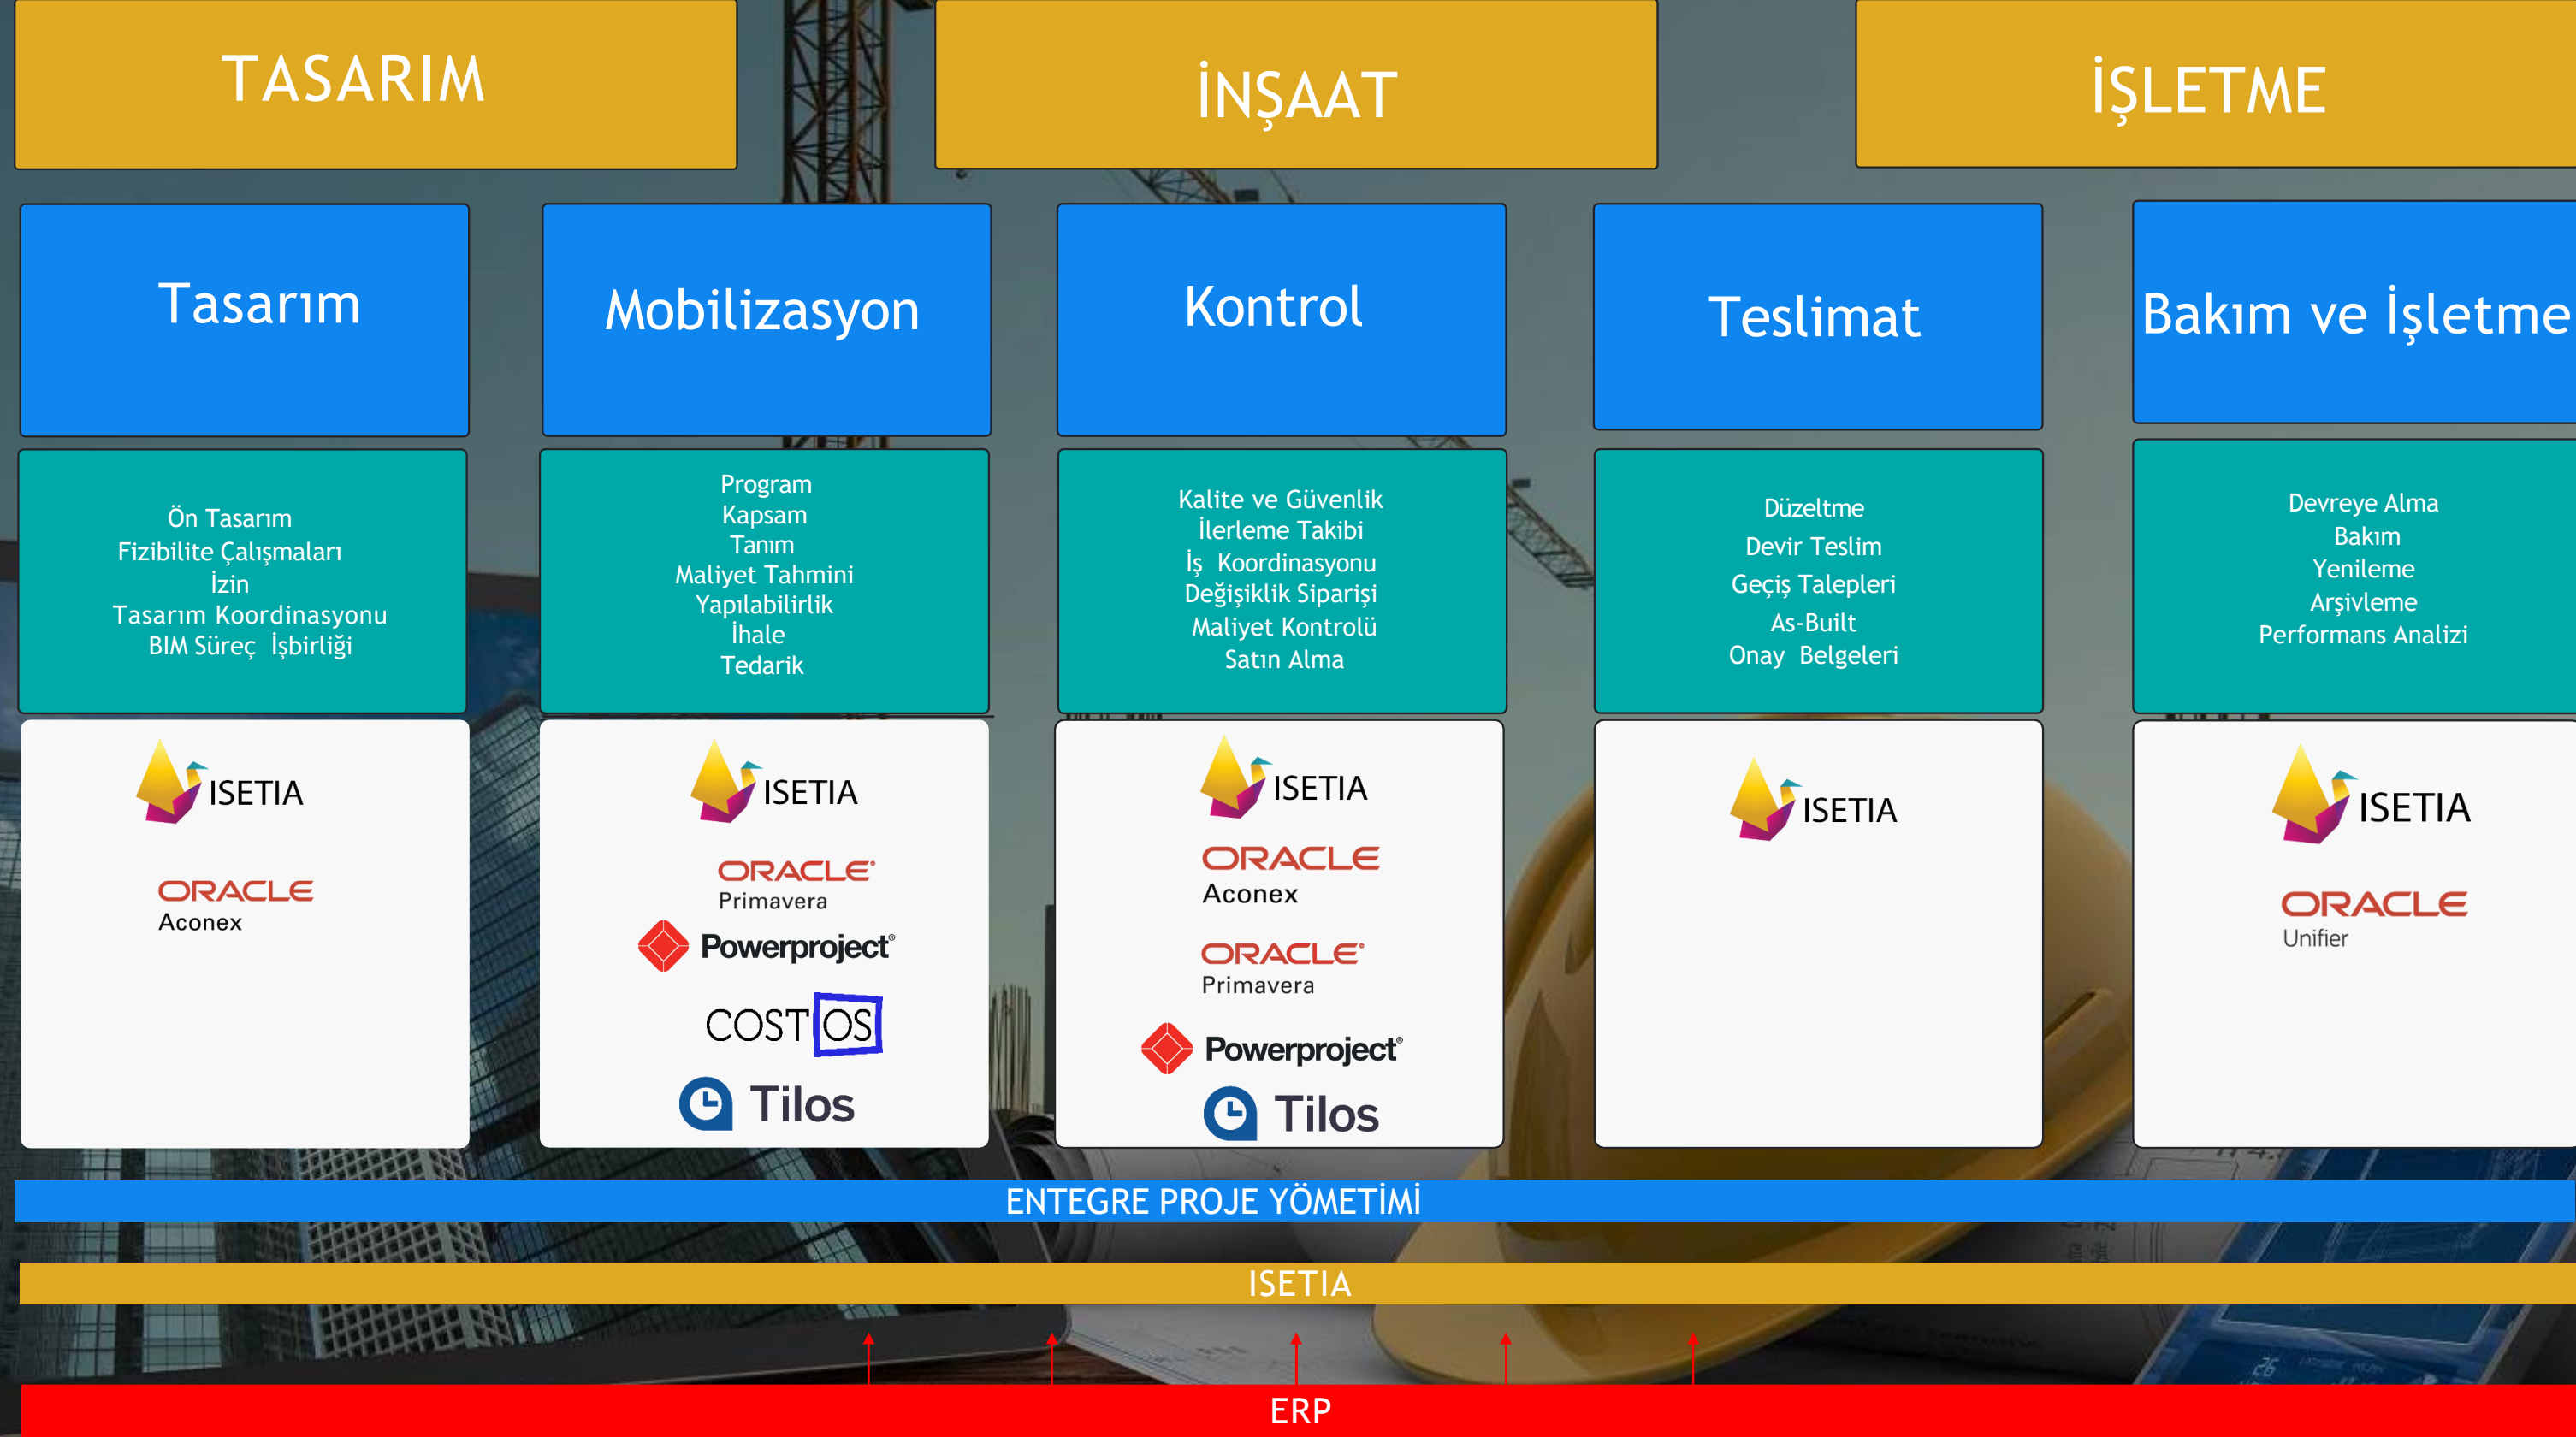 TASARIM
İNŞAAT
İŞLETME
Tasarım
Mobilizasyon
Kontrol
Teslimat
Bakım ve İşletme
Ön Tasarım
Fizibilite Çalışmaları
İzin
Tasarım Koordinasyonu
BIM Süreç İşbirliği
Program
Kapsam
Tanım
Maliyet Tahmini
Yapılabilirlik
İhale
Tedarik
Kalite ve Güvenlik
İlerleme Takibi
İş Koordinasyonu
Değişiklik Siparişi
Maliyet Kontrolü
Satın Alma
Düzeltme
Devir Teslim
Geçiş Talepleri
As-Built
Onay Belgeleri
Devreye Alma
Bakım
Yenileme
Arşivleme
Performans Analizi
ISETIA
ORACLE
Aconex
ISETIA
ORACLE®
Primavera
Powerproject®
COSTOS
Tilos
ISETIA
ORACLE
Aconex
ORACLE®
Primavera
Powerproject®
Tilos
ISETIA
ISETIA
ORACLE
Unifier
ENTEGRE PROJE YÖMETİMİ
ISETIA
26
ERP